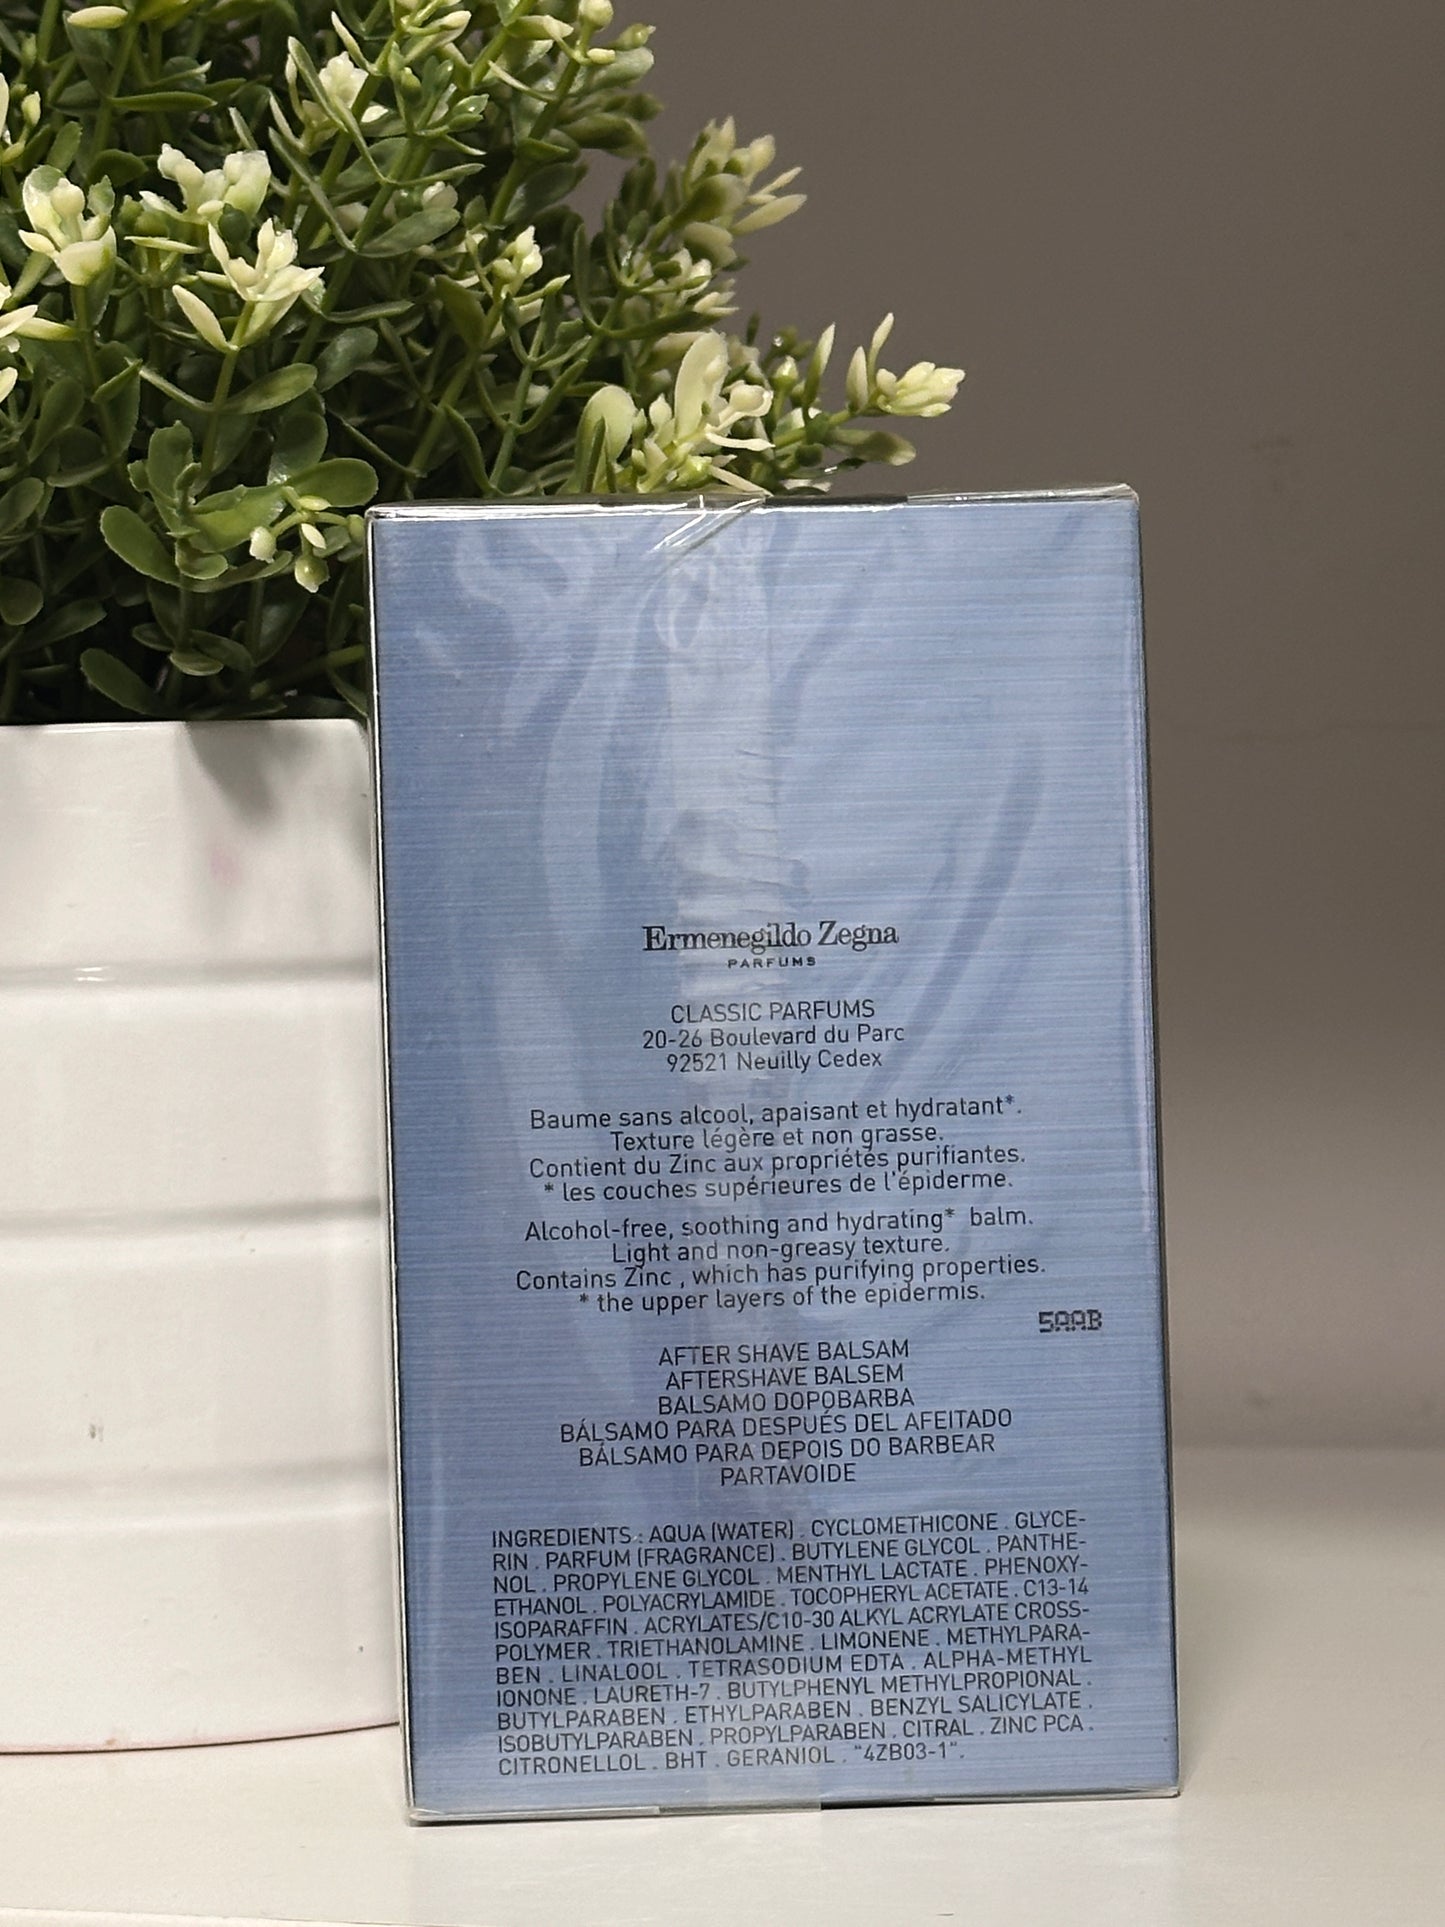 Ermenegildo Zegna
PARFUMS
CLASSIC PARFUMS
20-26 Boulevard du Parc
92521 Neuilly Cedex
Baume sans alcool, apaisant et hydratant*.
Texture légère et non grasse.
Contient du Zinc aux propriétés purifiantes.
* les couches supérieures de l'épiderme.
Alcohol-free, soothing and hydrating* balm.
Light and non-greasy texture.
Contains Zinc , which has purifying properties.
* the upper layers of the epidermis.
5AAB
AFTER SHAVE BALSAM
AFTERSHAVE BALSEM
BALSAMO DOPOBARBA
BÁLSAMO PARA DESPUÉS DEL AFEITADO
BÁLSAMO PARA DEPOIS DO BARBEAR
PARTAVOIDE
INGREDIENTS : AQUA (WATER) . CYCLOMETHICONE . GLYCE-
RIN . PARFUM (FRAGRANCE) . BUTYLENE GLYCOL . PANTHE-
NOL . PROPYLENE GLYCOL . MENTHYL LACTATE . PHENOXY-
ETHANOL . POLYACRYLAMIDE . TOCOPHERYL ACETATE . C13-14
ISOPARAFFIN . ACRYLATES/C10-30 ALKYL ACRYLATE CROSS-
POLYMER . TRIETHANOLAMINE . LIMONENE . METHYLPARA-
BEN . LINALOOL . TETRASODIUM EDTA . ALPHA-METHYL
IONONE . LAURETH-7 . BUTYLPHENYL METHYLPROPIONAL .
BUTYLPARABEN . ETHYLPARABEN . BENZYL SALICYLATE .
ISOBUTYLPARABEN . PROPYLPARABEN . CITRAL . ZINC PCA .
CITRONELLOL . BHT . GERANIOL . "4ZB03-1".